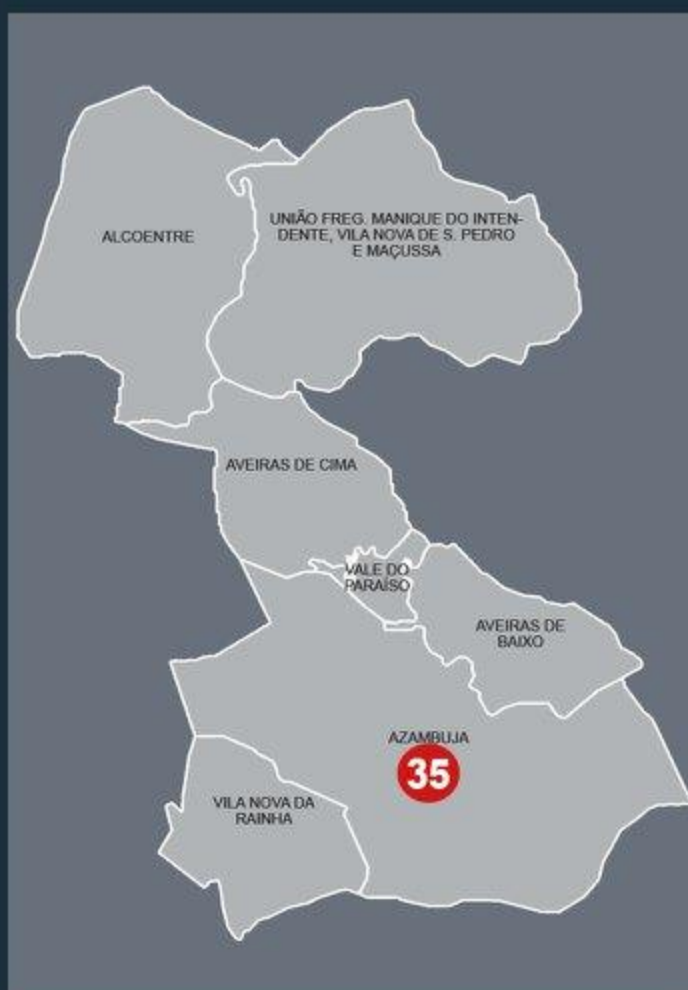 ALCOENTRE
UNIÃO FREG. MANIQUE DO INTEN-
DENTE, VILA NOVA DE S. PEDRO
E MAÇUSSA
AVEIRAS DE CIMA
VALE DO
PARAÍSO
AVEIRAS DE
BAIXO
AZAMBUJA
35
VILA NOVA DA
RAINHA